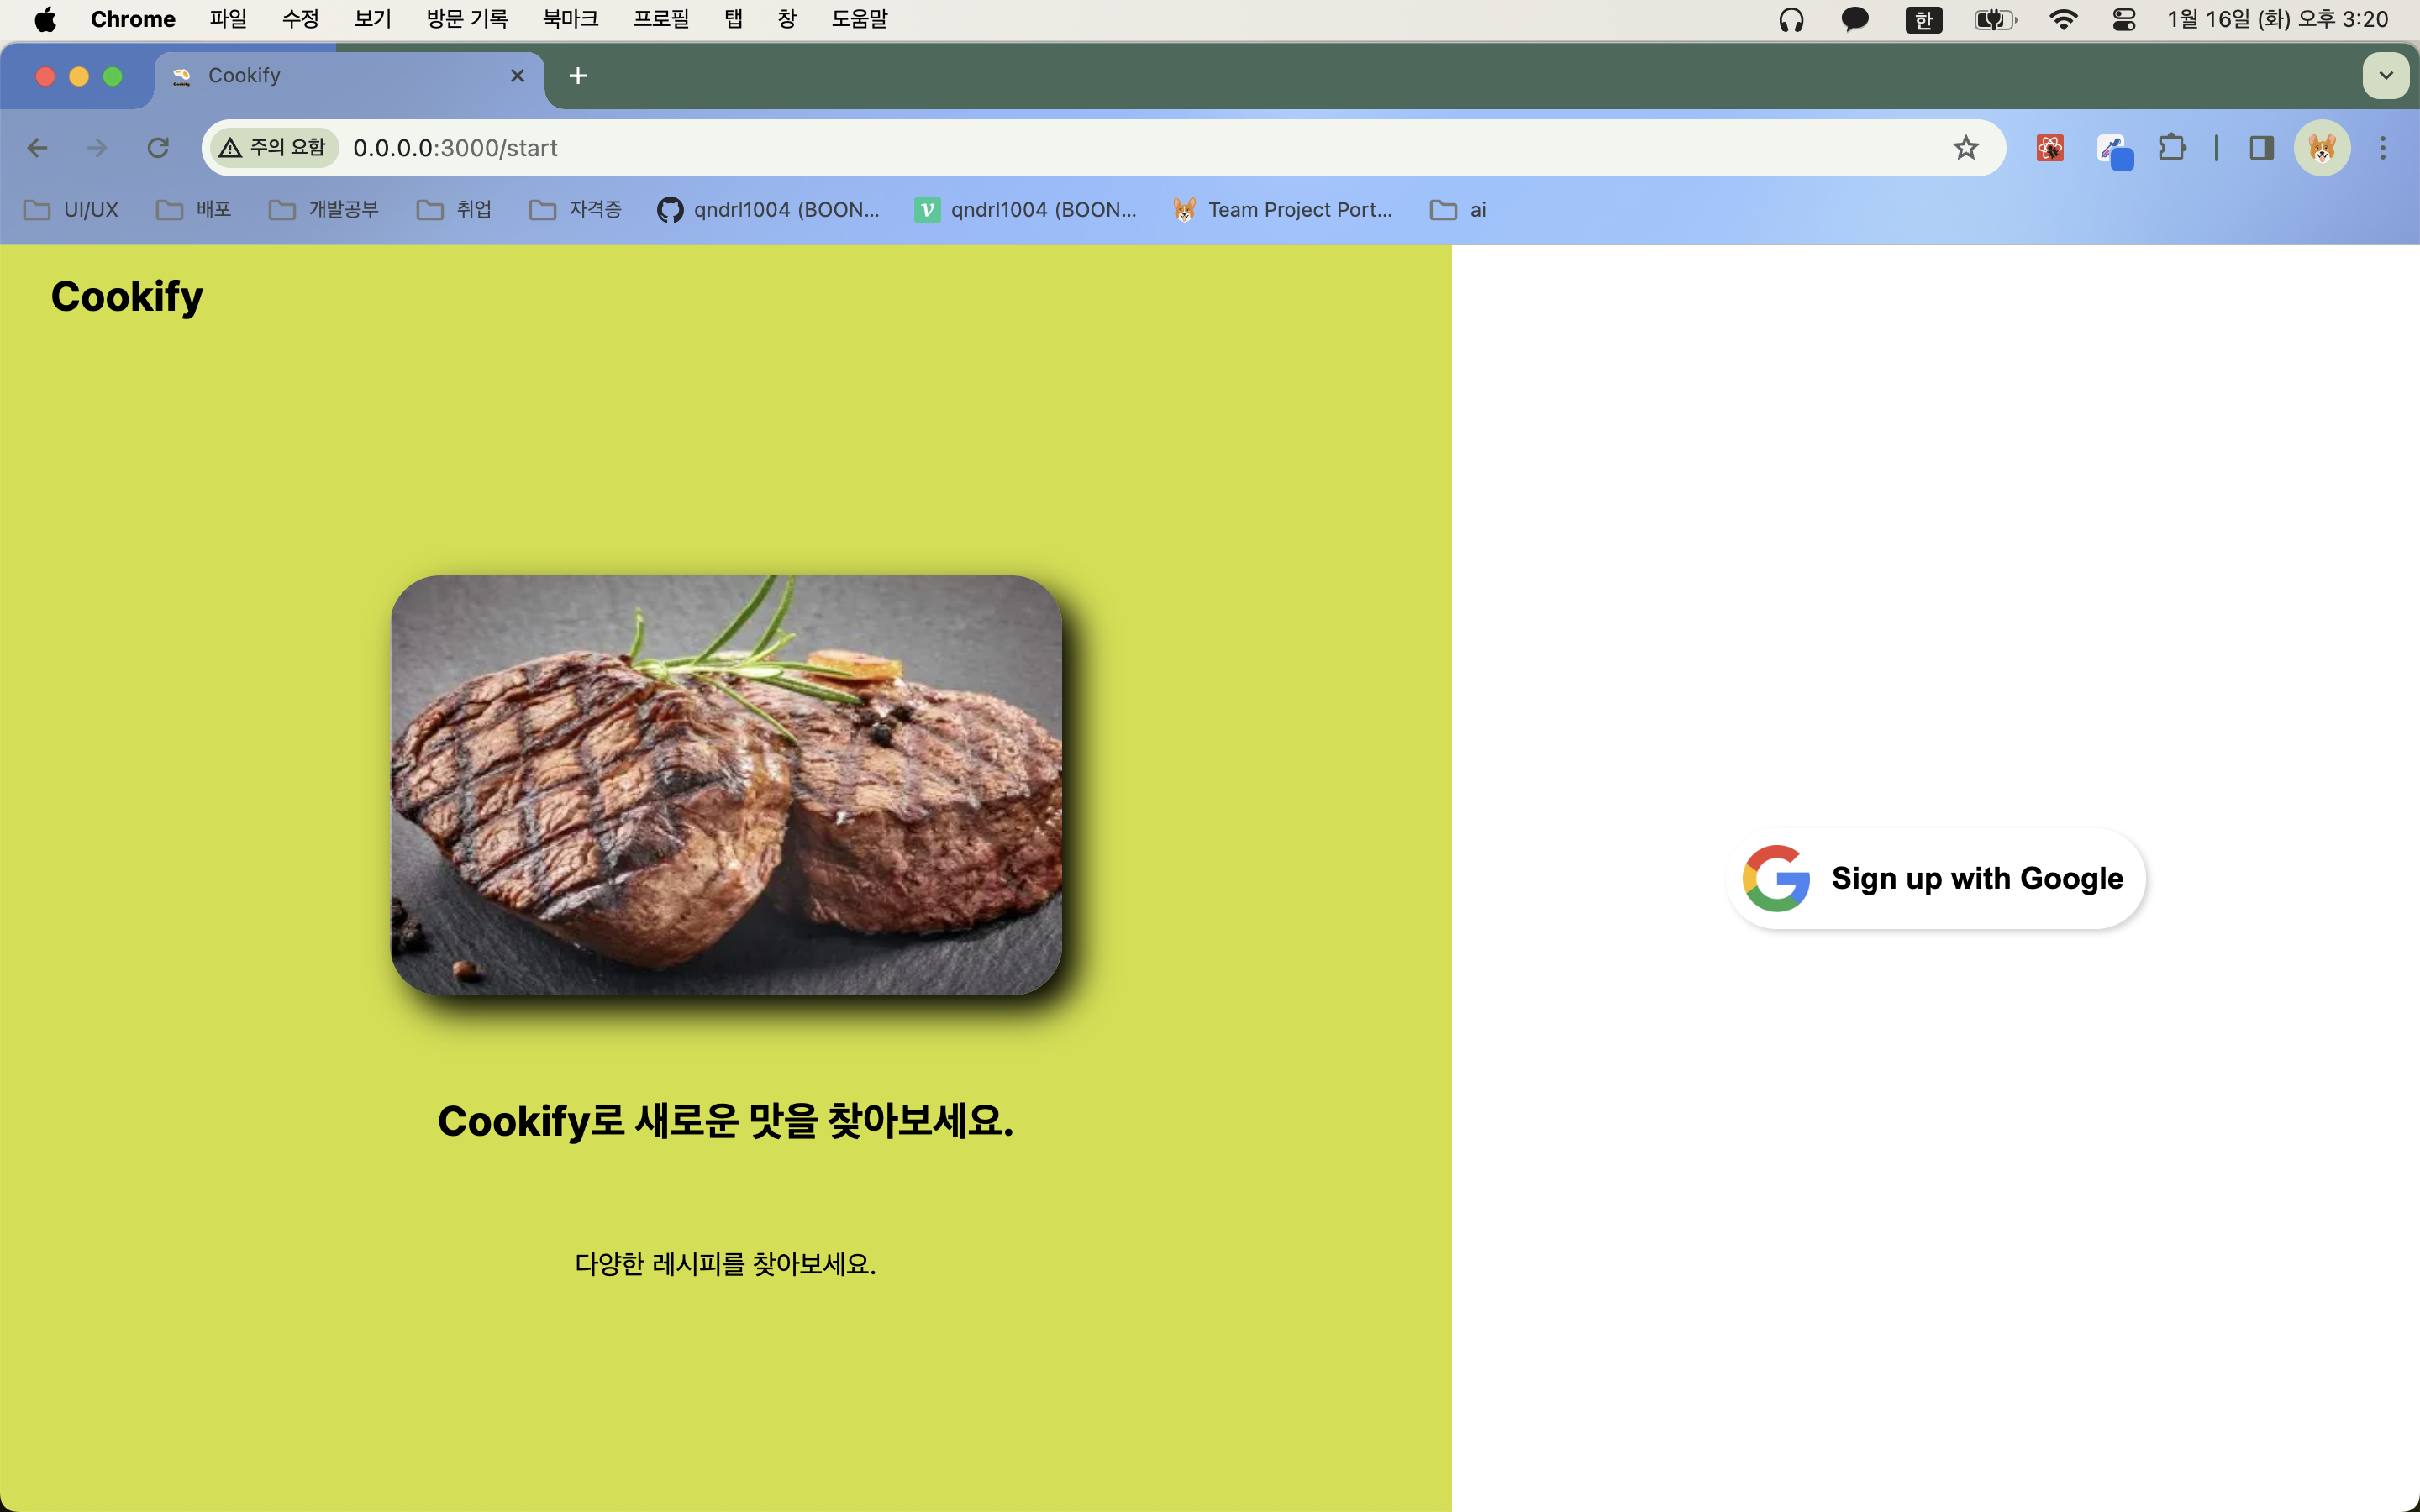 Chrome 파일 수정 보기 방문 기록 북마크 프로필 탭 창 도움말 한 1월 16일 (화) 오후 3:20
Cookify
주의 요함 0.0.0.0:3000/start
UI/UX 배포 개발공부 취업 자격증 qndrl1004 (BOON... v qndrl1004 (BOON... Team Project Port... ai
Cookify
Sign up with Google
Cookify로 새로운 맛을 찾아보세요.
다양한 레시피를 찾아보세요.